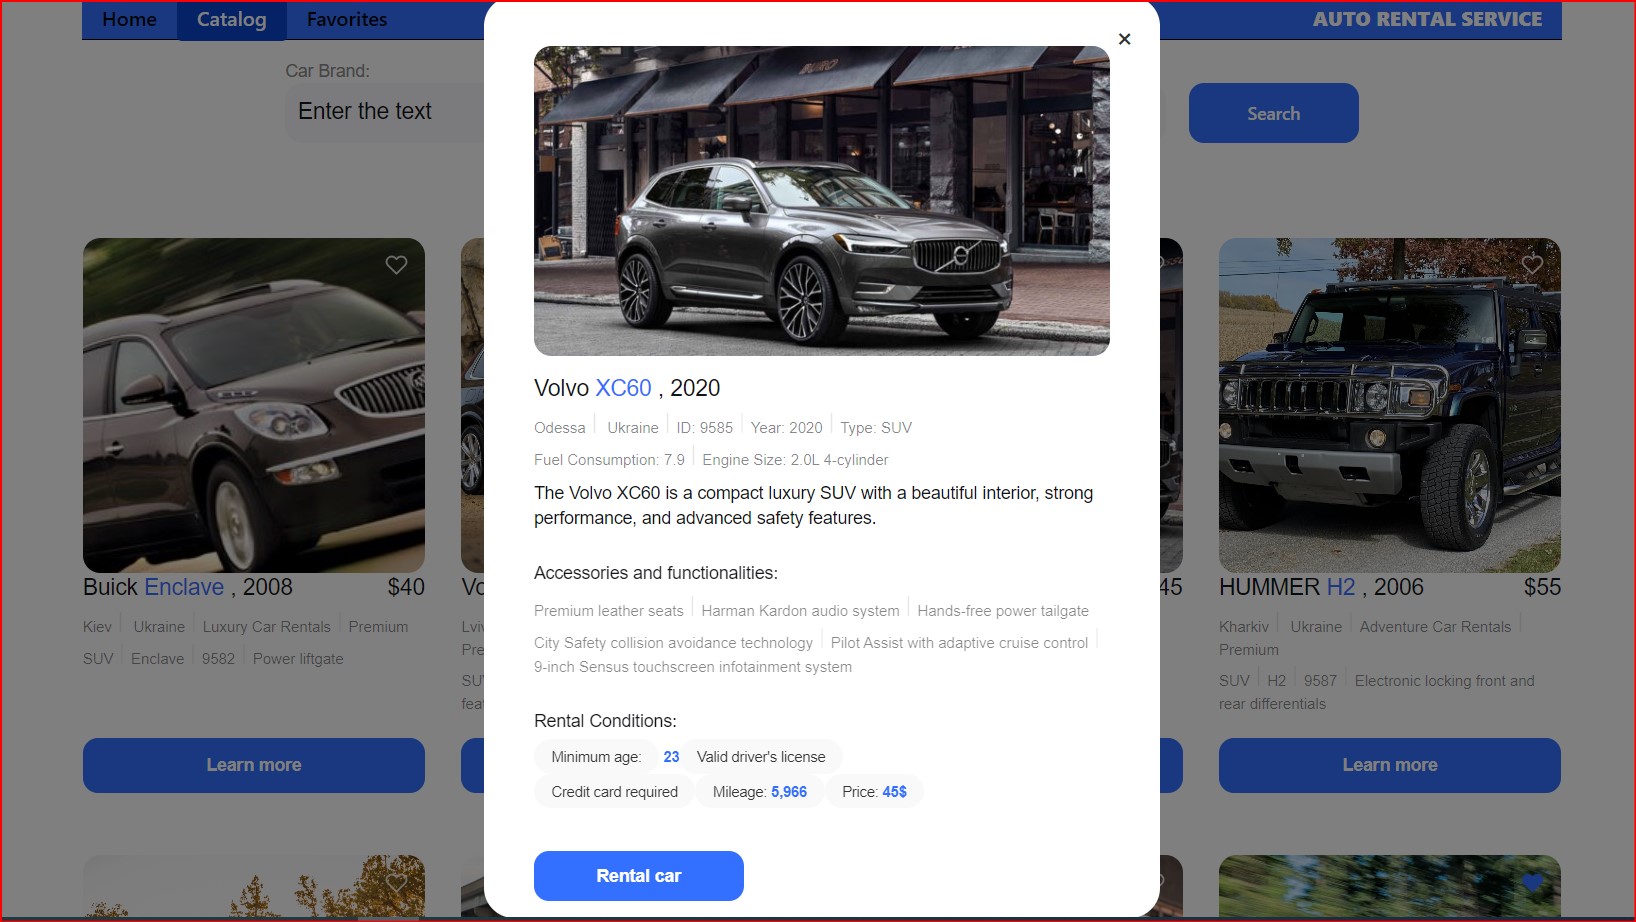 Home Catalog Favorites AUTO RENTAL SERVICE
Car Brand:
Enter the text
Search
Volvo XC60 , 2020
Odessa Ukraine ID: 9585 Year: 2020 Type: SUV
Fuel Consumption: 7.9 Engine Size: 2.0L 4-cylinder
The Volvo XC60 is a compact luxury SUV with a beautiful interior, strong
performance, and advanced safety features.
Accessories and functionalities:
Premium leather seats Harman Kardon audio system Hands-free power tailgate
City Safety collision avoidance technology Pilot Assist with adaptive cruise control
9-inch Sensus touchscreen infotainment system
Rental Conditions:
Minimum age: 23 Valid driver's license
Credit card required Mileage: 5,966 Price: 45$
Rental car
Buick Enclave , 2008 $40
Kiev Ukraine Luxury Car Rentals Premium
SUV Enclave 9582 Power liftgate
Learn more
HUMMER H2 , 2006 $55
Kharkiv Ukraine Adventure Car Rentals
Premium
SUV H2 9587 Electronic locking front and
rear differentials
Learn more